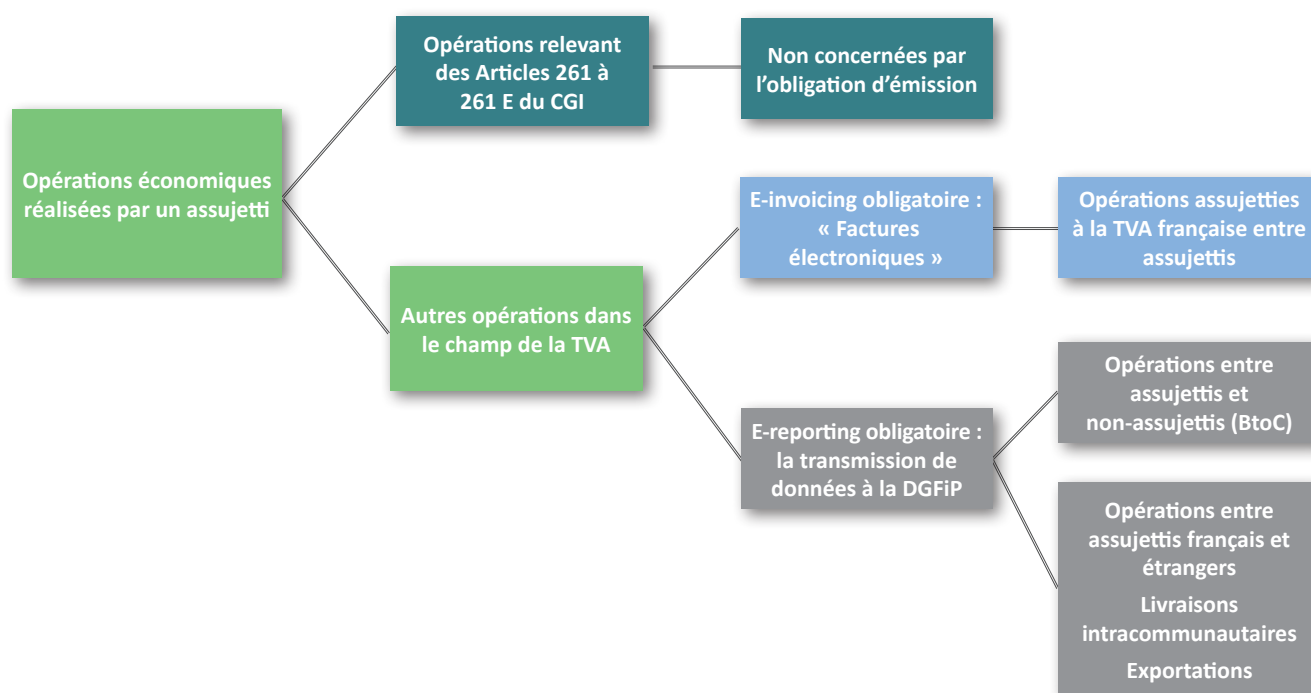 Opérations économiques
réalisées par un assujetti
Opérations relevant
des Articles 261 à
261 E du CGI
Non concernées par
l’obligation d’émission
Autres opérations dans
le champ de la TVA
E-invoicing obligatoire :
« Factures
électroniques »
Opérations assujetties
à la TVA française entre
assujettis
E-reporting obligatoire :
la transmission de
données à la DGFiP
Opérations entre
assujettis et
non-assujettis (BtoC)
Opérations entre
assujettis français et
étrangers
Livraisons
intracommunautaires
Exportations